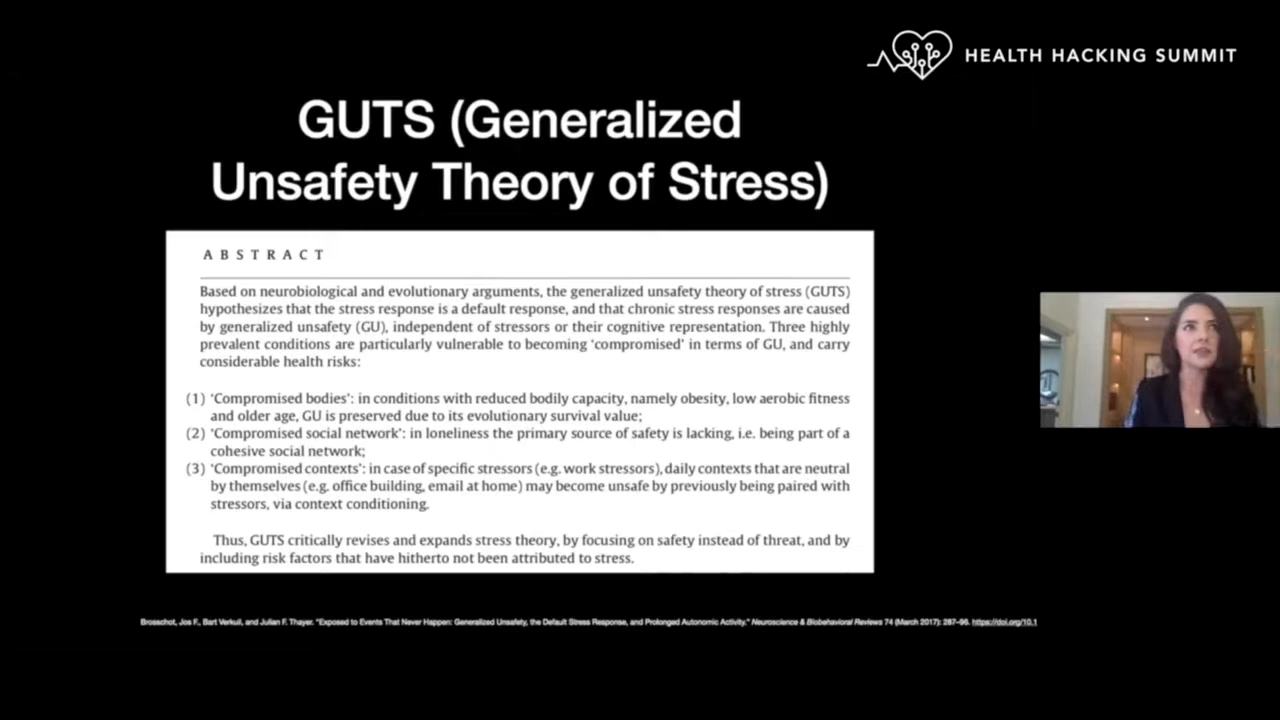 HEALTH HACKING SUMMIT
GUTS (Generalized
Unsafety Theory of Stress)
ABSTRACT
Based on neurobiological and evolutionary arguments, the generalized unsafety theory of stress (GUTS)
hypothesizes that the stress response is a default response, and that chronic stress responses are caused
by generalized unsafety (GU), independent of stressors or their cognitive representation. Three highly
prevalent conditions are particularly vulnerable to becoming 'compromised' in terms of GU, and carry
considerable health risks:
(1) 'Compromised bodies': in conditions with reduced bodily capacity, namely obesity, low aerobic fitness
and older age, GU is preserved due to its evolutionary survival value;
(2) 'Compromised social network': in loneliness the primary source of safety is lacking, i.e. being part of a
cohesive social network;
(3) 'Compromised contexts': in case of specific stressors (e.g. work stressors), daily contexts that are neutral
by themselves (e.g. office building, email at home) may become unsafe by previously being paired with
stressors, via context conditioning.
Thus, GUTS critically revises and expands stress theory, by focusing on safety instead of threat, and by
including risk factors that have hitherto not been attributed to stress.
Brosschot, Jos F., Bart Verkuil, and Julian F. Thayer. "Exposed to Events That Never Happen: Generalized Unsafety, the Default Stress Response, and Prolonged Autonomic Activity." Neuroscience & Biobehavioral Reviews 74 (March 2017): 287–96. https://doi.org/10.1